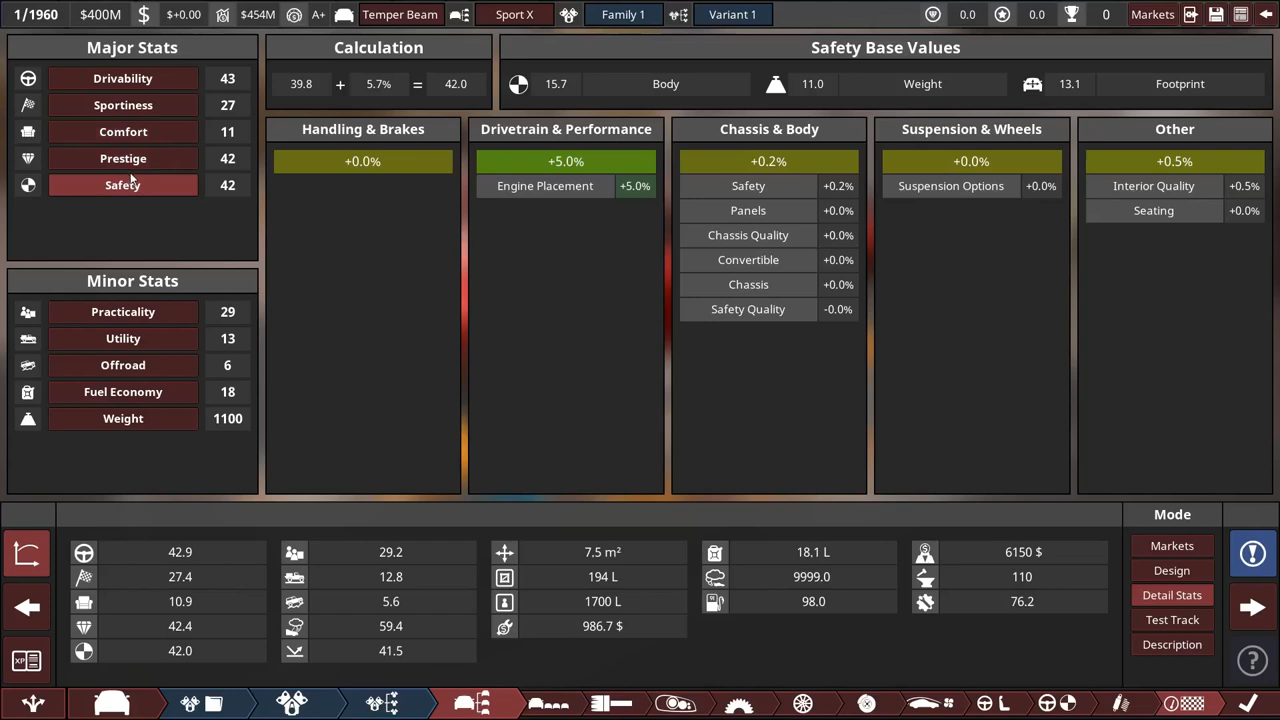 1/1960 $400M $+0.00 $454M A+ Temper Beam Sport X Family 1 Variant 1 0.0 0.0 0 Markets
Major Stats
Drivability 43
Sportiness 27
Comfort 11
Prestige 42
Safety 42
Minor Stats
Practicality 29
Utility 13
Offroad 6
Fuel Economy 18
Weight 1100
Calculation
39.8 + 5.7% = 42.0
Safety Base Values
15.7 Body 11.0 Weight 13.1 Footprint
Handling & Brakes
+0.0%
Drivetrain & Performance
+5.0%
Engine Placement +5.0%
Chassis & Body
+0.2%
Safety +0.2%
Panels +0.0%
Chassis Quality +0.0%
Convertible +0.0%
Chassis +0.0%
Safety Quality -0.0%
Suspension & Wheels
+0.0%
Suspension Options +0.0%
Other
+0.5%
Interior Quality +0.5%
Seating +0.0%
42.9 29.2 7.5 m² 18.1 L 6150 $
27.4 12.8 194 L 9999.0 110
10.9 5.6 1700 L 98.0 76.2
42.4 59.4 986.7 $
42.0 41.5
Mode
Markets
Design
Detail Stats
Test Track
Description
XP